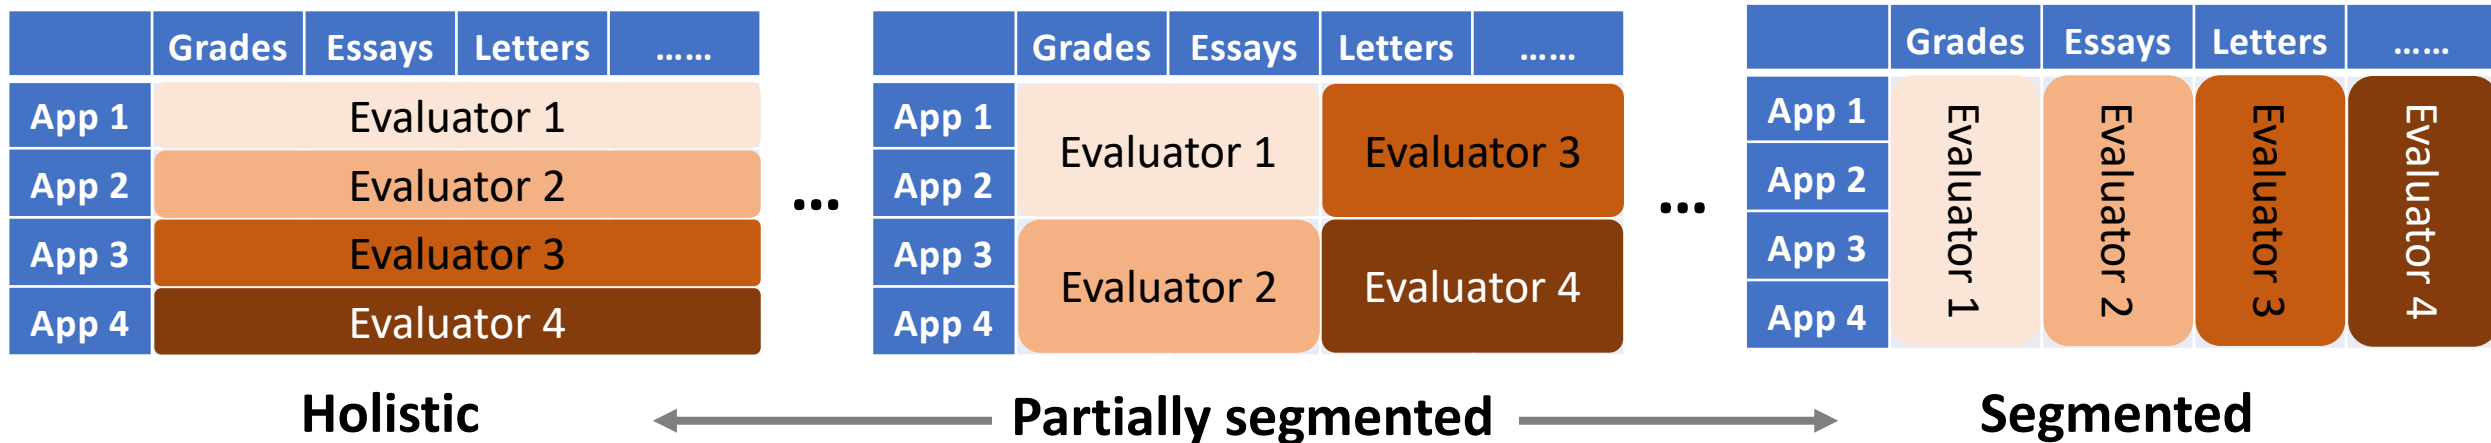 Grades Essays Letters ......
App 1 Evaluator 1
App 2 Evaluator 2
App 3 Evaluator 3
App 4 Evaluator 4
Holistic
...
Grades Essays Letters ......
App 1
App 2
App 3
App 4
Evaluator 1
Evaluator 3
Evaluator 2
Evaluator 4
Partially segmented
...
Grades Essays Letters ......
App 1
App 2
App 3
App 4
Evaluator 1
Evaluator 2
Evaluator 3
Evaluator 4
Segmented